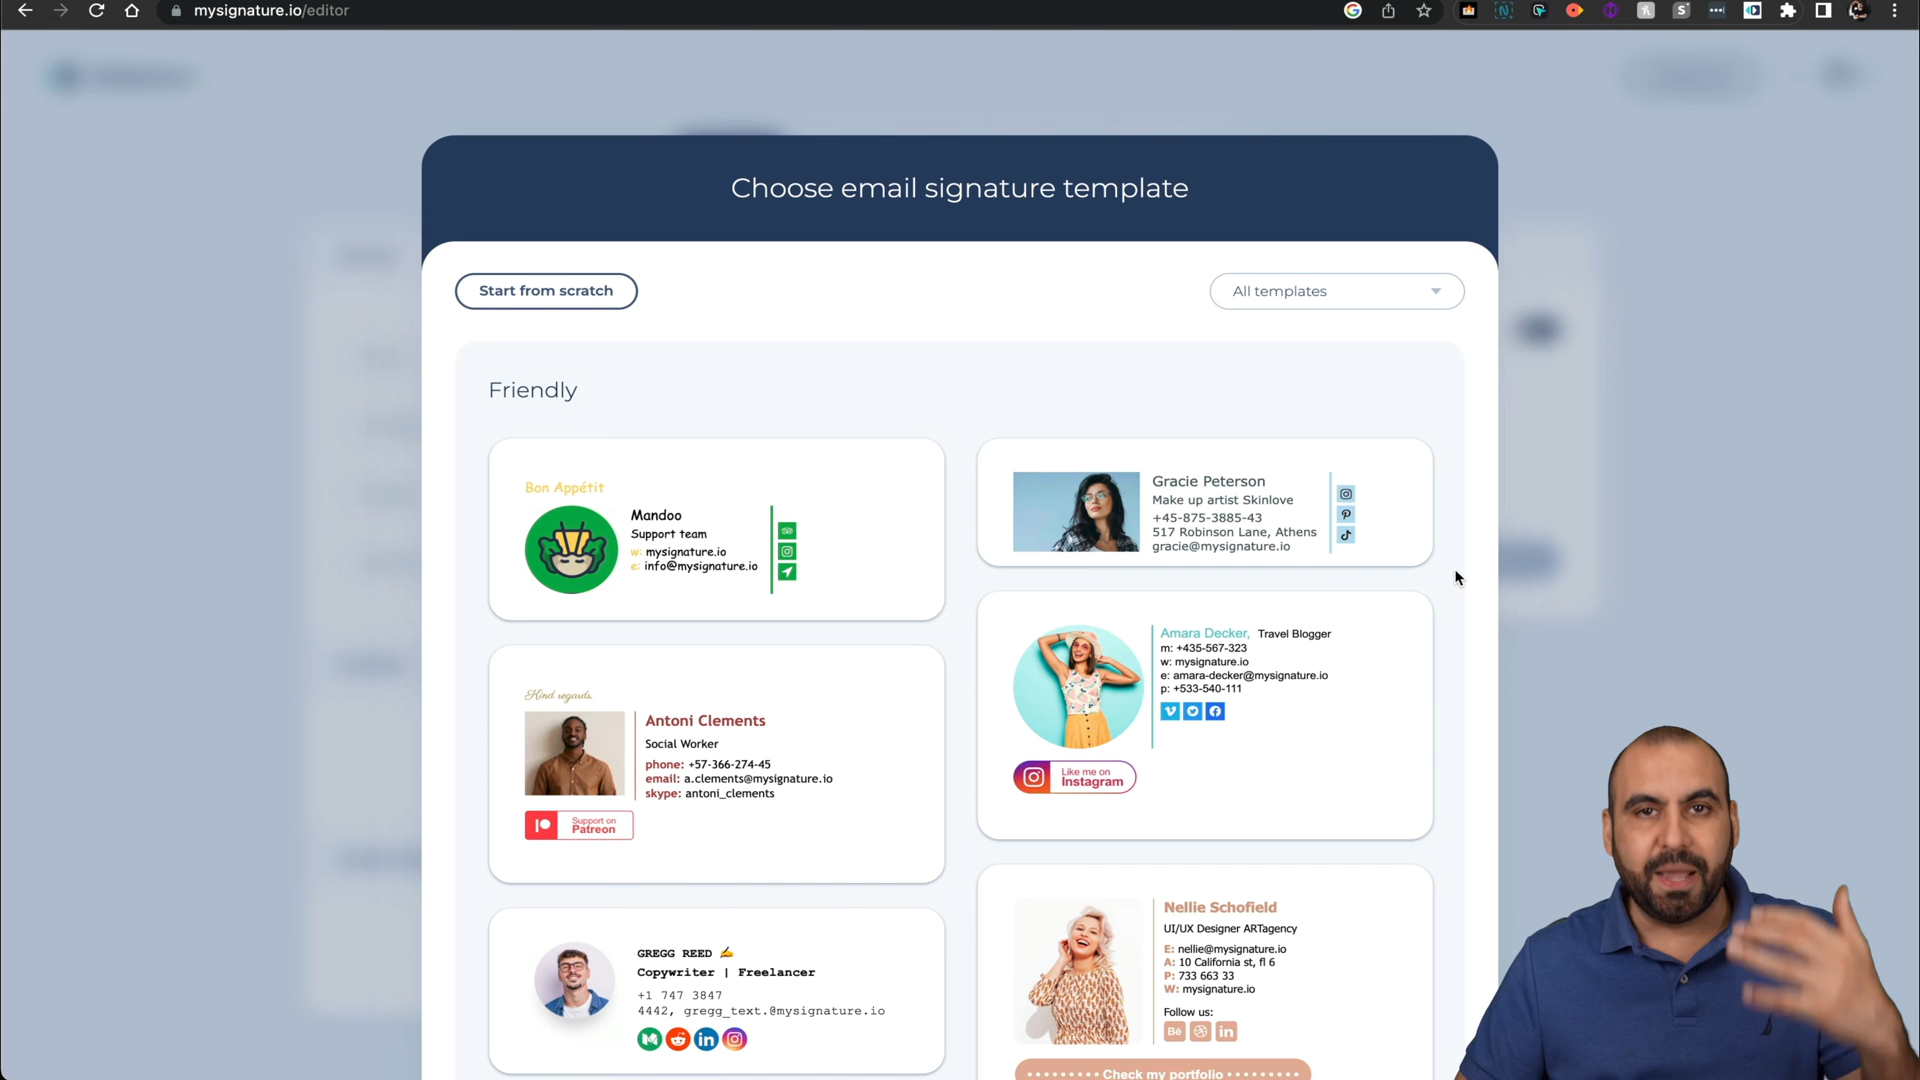 mysignature.io/editor
Choose email signature template
Start from scratch
All templates
Friendly
Bon Appétit
Mandoo
Support team
w: mysignature.io
e: info@mysignature.io
Gracie Peterson
Make up artist Skinlove
+45-875-3885-43
517 Robinson Lane, Athens
gracie@mysignature.io
Kind regards,
Antoni Clements
Social Worker
phone: +57-366-274-45
email: a.clements@mysignature.io
skype: antoni_clements
Support on
Patreon
Amara Decker, Travel Blogger
m: +435-567-323
w: mysignature.io
e: amara-decker@mysignature.io
p: +533-540-111
Like me on
Instagram
GREGG REED ✍
Copywriter | Freelancer
+1 747 3847
4442, gregg_text.@mysignature.io
Nellie Schofield
UI/UX Designer ARTagency
E: nellie@mysignature.io
A: 10 California st, fl 6
P: 733 663 33
W: mysignature.io
Follow us:
Bē
in
Check my portfolio